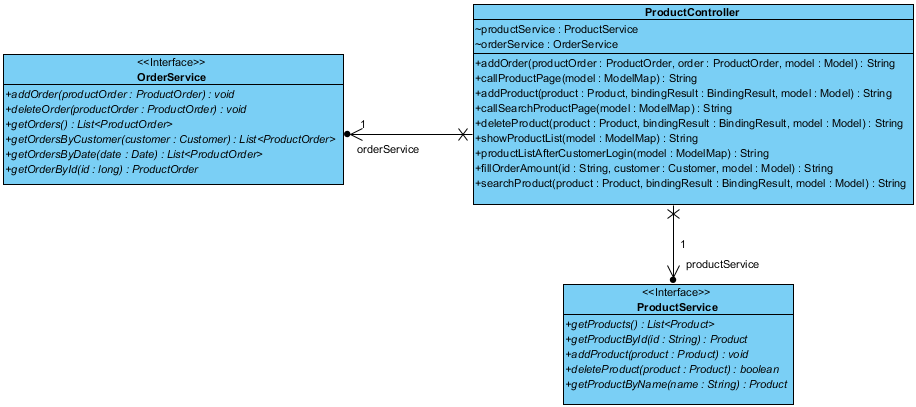 ProductController
~productService : ProductService
~orderService : OrderService
+addOrder(productOrder : ProductOrder, order : ProductOrder, model : Model) : String
+callProductPage(model : ModelMap) : String
+addProduct(product : Product, bindingResult : BindingResult, model : Model) : String
+callSearchProductPage(model : ModelMap) : String
+deleteProduct(product : Product, bindingResult : BindingResult, model : Model) : String
+showProductList(model : ModelMap) : String
+productListAfterCustomerLogin(model : ModelMap) : String
+fillOrderAmount(id : String, customer : Customer, model : Model) : String
+searchProduct(product : Product, bindingResult : BindingResult, model : Model) : String
<<Interface>>
OrderService
+addOrder(productOrder : ProductOrder) : void
+deleteOrder(productOrder : ProductOrder) : void
+getOrders() : List<ProductOrder>
+getOrdersByCustomer(customer : Customer) : List<ProductOrder>
+getOrdersByDate(date : Date) : List<ProductOrder>
+getOrderById(id : long) : ProductOrder
1
orderService
1
productService
<<Interface>>
ProductService
+getProducts() : List<Product>
+getProductById(id : String) : Product
+addProduct(product : Product) : void
+deleteProduct(product : Product) : boolean
+getProductByName(name : String) : Product